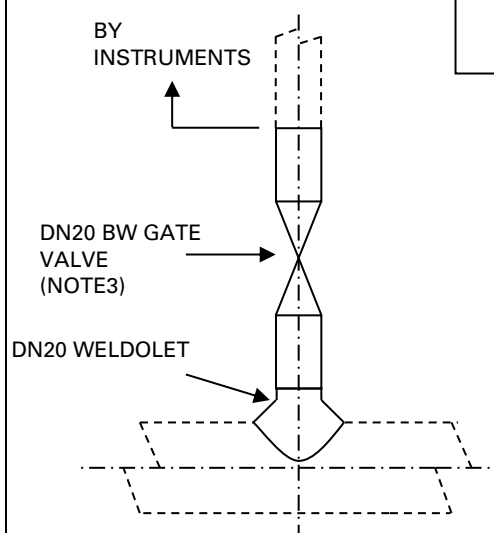 BY
INSTRUMENTS
DN20 BW GATE
VALVE
(NOTE3)
DN20 WELDOLET